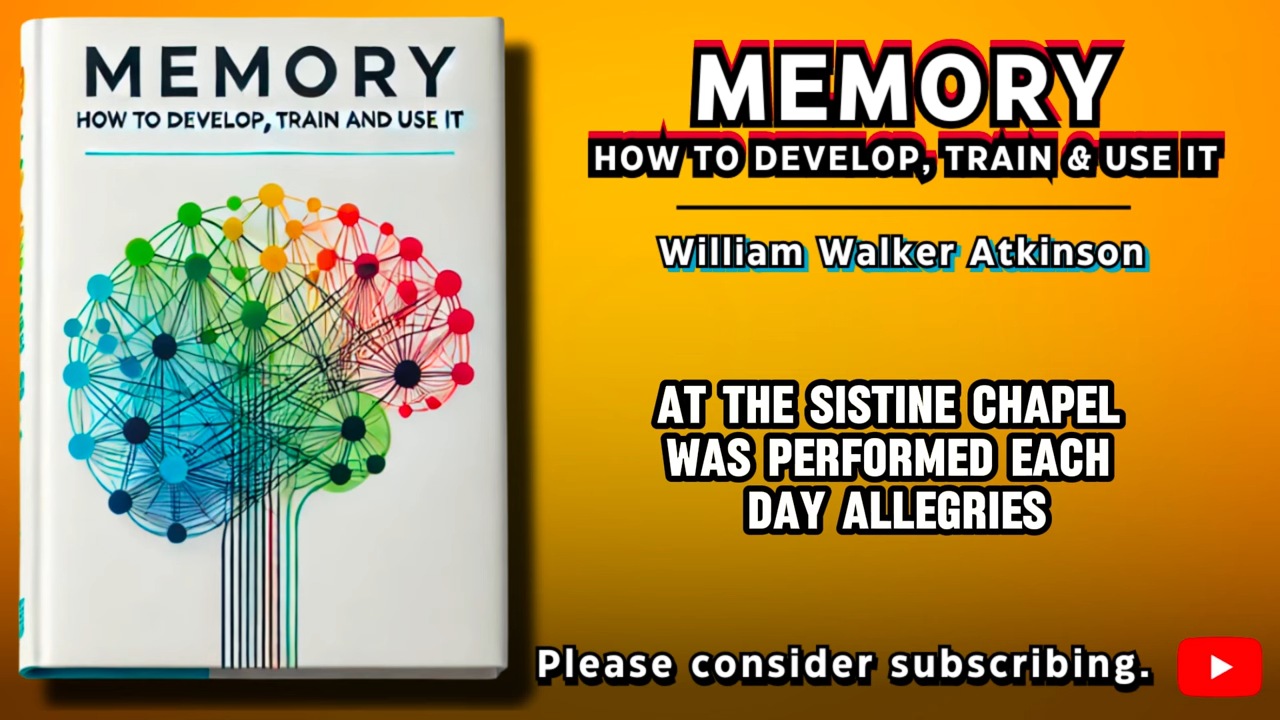 MEMORY
HOW TO DEVELOP, TRAIN AND USE IT
MEMORY
HOW TO DEVELOP, TRAIN & USE IT
William Walker Atkinson
AT THE SISTINE CHAPEL
WAS PERFORMED EACH
DAY ALLEGRIES
Please consider subscribing.